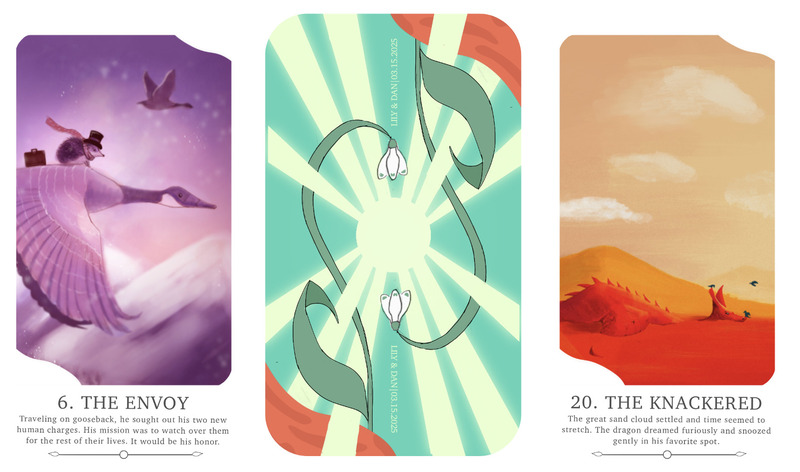 LILY & DAN|03.15.2025
LILY & DAN|03.15.2025
6. THE ENVOY
Traveling on gooseback, he sought out his two new
human charges. His mission was to watch over them
for the rest of their lives. It would be his honor.
20. THE KNACKERED
The great sand cloud settled and time seemed to
stretch. The dragon dreamed furiously and snoozed
gently in his favorite spot.